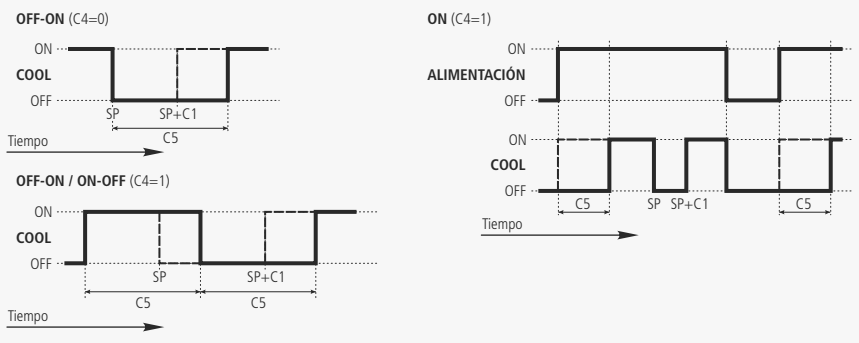 OFF-ON (C4=0)
ON
COOL
OFF
SP
SP+C1
C5
Tiempo
OFF-ON / ON-OFF (C4=1)
ON
COOL
OFF
SP
SP+C1
C5
C5
Tiempo
ON (C4=1)
ON
ALIMENTACIÓN
OFF
ON
COOL
OFF
C5
SP
SP+C1
C5
Tiempo